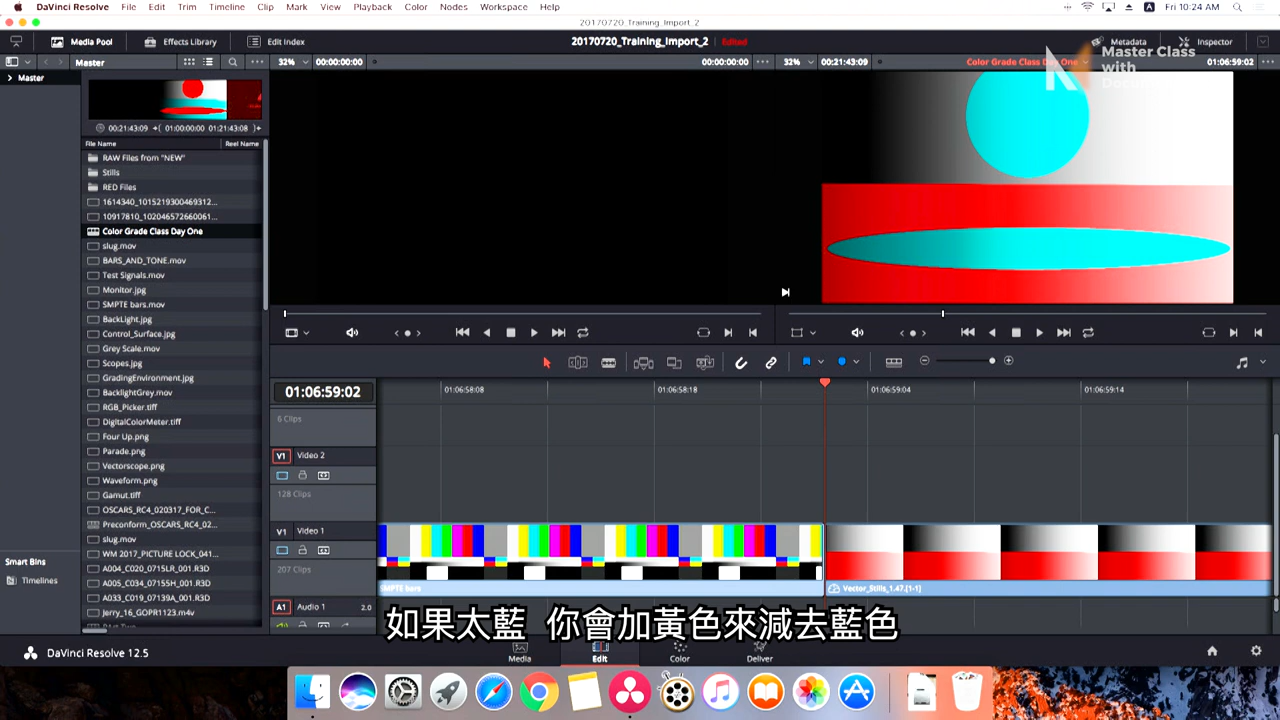 DaVinci Resolve File Edit Trim Timeline Clip Mark View Playback Color Nodes Workspace Help
Fri 10:24 AM
20170720_Training_Import_2
Media Pool Effects Library Edit Index
20170720_Training_Import_2 Edited
Metadata Inspector
Master Class
with
Master
32% 00:00:00:00
00:00:00:00
32% 00:21:43:09
Color Grade Class Day One
01:06:59:02
Master
00:21:43:09 01:00:00:00 01:21:43:08
File Name Reel Name
RAW Files from "NEW"
Stills
RED Files
1614340_1015219300469312...
10917810_102046572660061...
Color Grade Class Day One
slug.mov
BARS_AND_TONE.mov
Test Signals.mov
Monitor.jpg
SMPTE bars.mov
BackLight.jpg
Control_Surface.jpg
Grey Scale.mov
Scopes.jpg
GradingEnvironment.jpg
BacklightGrey.mov
RGB_Picker.tiff
DigitalColorMeter.tiff
Four Up.png
Parade.png
Vectorscope.png
Waveform.png
Gamut.tiff
OSCARS_RC4_020317_FOR_C...
Preconform_OSCARS_RC4_02...
slug.mov
WM 2017_PICTURE LOCK_041...
A004_C020_0715LR_001.R3D
A005_C034_07155H_001.R3D
A033_C019_07139A_001.R3D
Jerry_16_GOPR1123.m4v
Smart Bins
Timelines
01:06:59:02
01:06:58:08 01:06:58:18 01:06:59:04 01:06:59:14
6 Clips
V1 Video 2
128 Clips
V1 Video 1
207 Clips
SMPTE bars
Vector_Stills_1.47.[1-1]
A1 Audio 1 2.0
如果太藍 你會加黃色來減去藍色
DaVinci Resolve 12.5
Media Edit Color Deliver